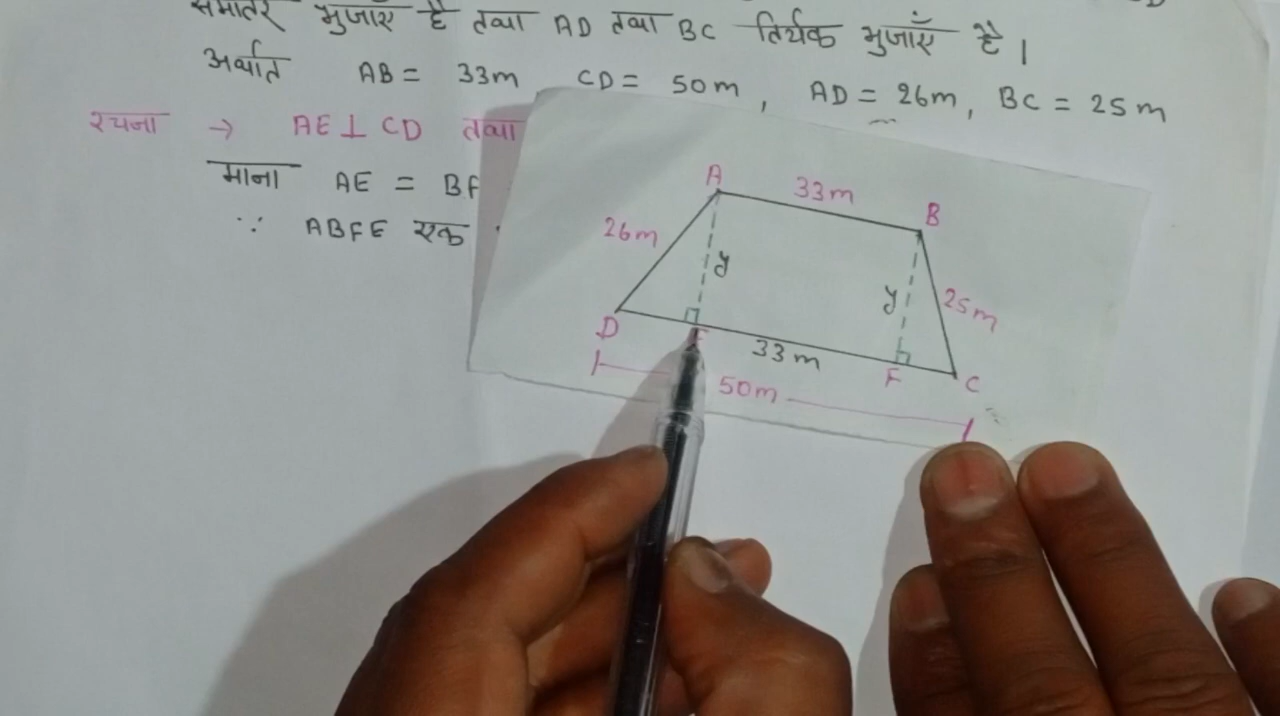 समांतर भुजाएँ है तथा AD तथा BC तिर्यक भुजाएँ है।
अर्थात AB = 33m CD = 50m, AD = 26m, BC = 25m
रचना → AE ⊥ CD तथा
माना AE = BF
∵ ABFE एक
A 33m B
26m y y 25m
D 33m F C
50m